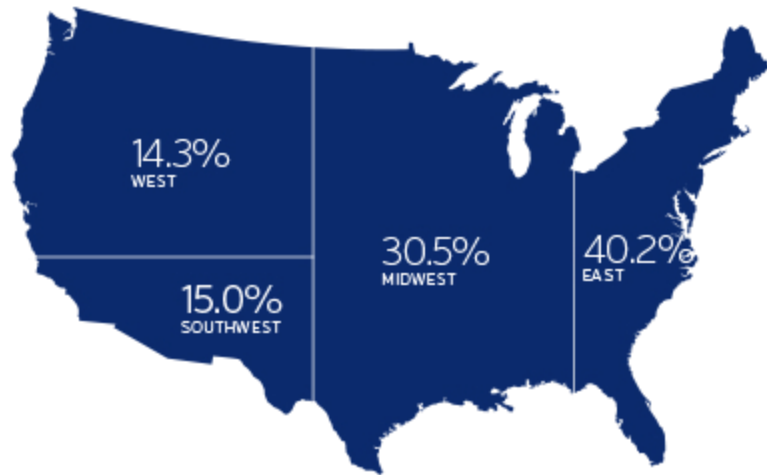 14.3%
WEST
30.5%
MIDWEST
40.2%
EAST
15.0%
SOUTHWEST